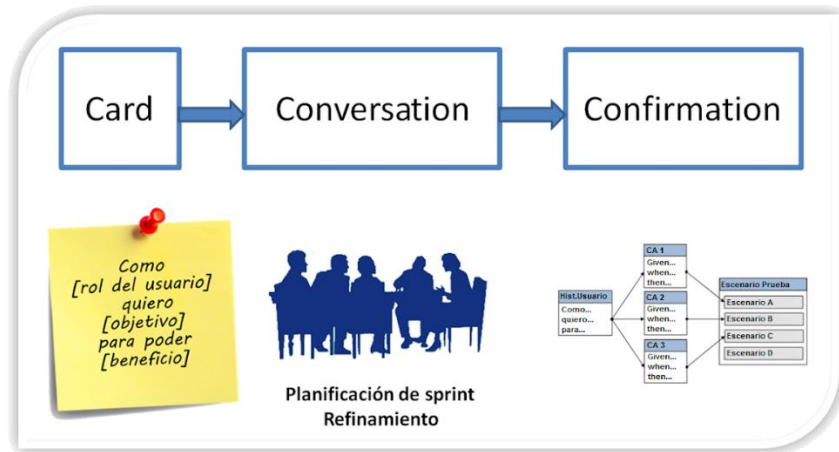 Card
Conversation
Confirmation
Como
[rol del usuario]
quiero
[objetivo]
para poder
[beneficio]
Planificación de sprint
Refinamiento
Hist.Usuario
Como...
quiero...
para...
CA 1
Given...
when...
then...
CA 2
Given...
when...
then...
CA 3
Given...
when...
then...
Escenario Prueba
Escenario A
Escenario B
Escenario C
Escenario D